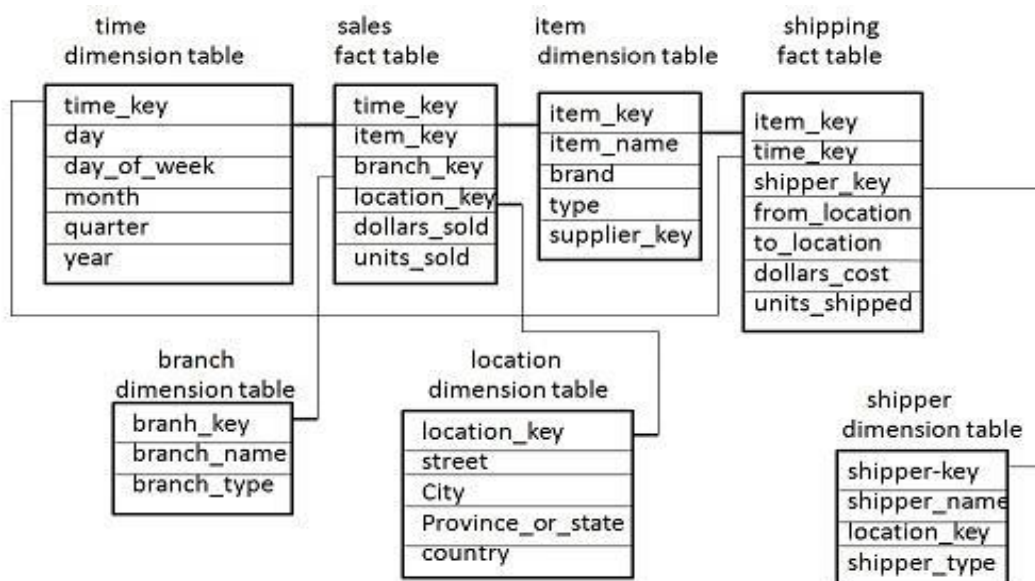 time
dimension table
time_key
day
day_of_week
month
quarter
year
sales
fact table
time_key
item_key
branch_key
location_key
dollars_sold
units_sold
item
dimension table
item_key
item_name
brand
type
supplier_key
shipping
fact table
item_key
time_key
shipper_key
from_location
to_location
dollars_cost
units_shipped
branch
dimension table
branh_key
branch_name
branch_type
location
dimension table
location_key
street
City
Province_or_state
country
shipper
dimension table
shipper-key
shipper_name
location_key
shipper_type